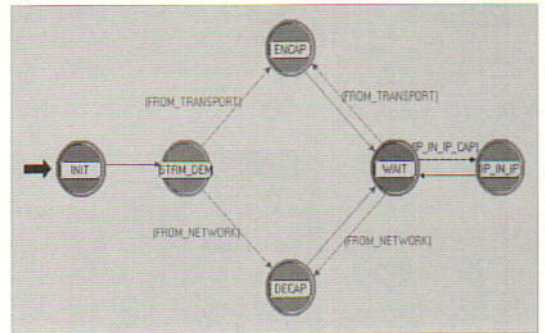 ENCAP
(FROM_TRANSPORT)
(FROM_TRANSPORT)
(IP_IN_IP_CAP)
INIT
STRM_DEM
WAIT
IP_IN_IP
(FROM_NETWORK)
(FROM_NETWORK)
DECAP